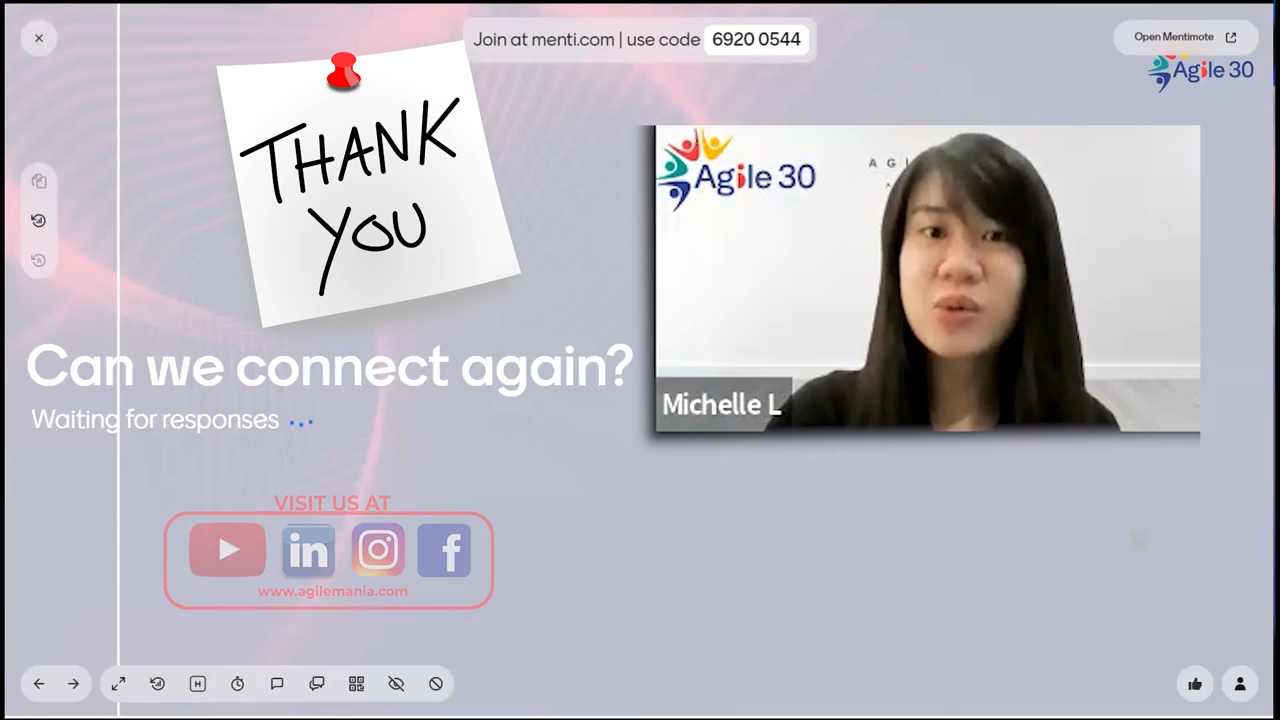 Join at menti.com | use code 6920 0544
Open Mentimote
Agile 30
THANK
YOU
Agile 30
A G I
Michelle L
Can we connect again?
Waiting for responses
VISIT US AT
in
f
www.agilemania.com
H